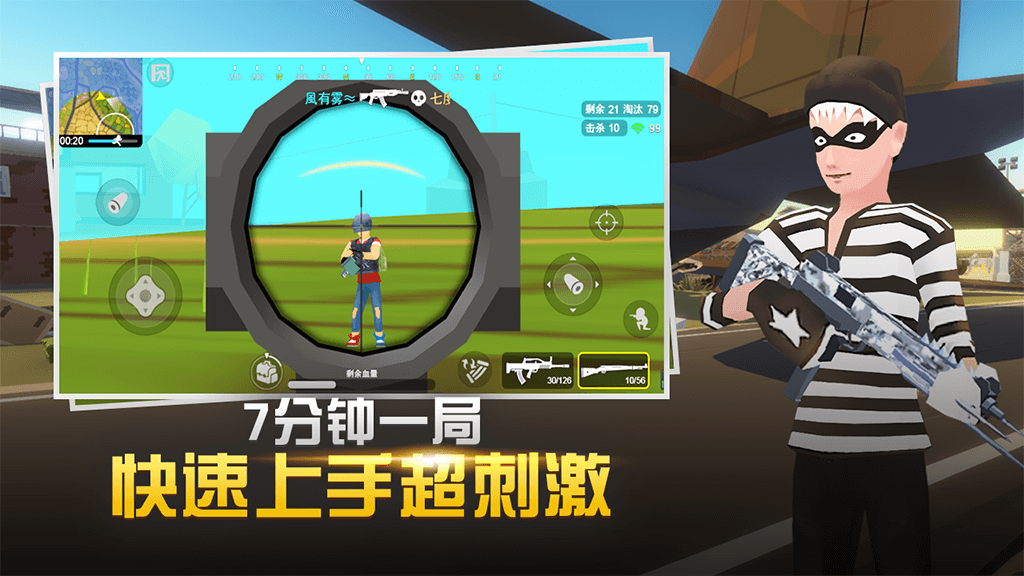 風有雾~ 七
剩余 21 淘汰 79
击杀 10
99
00:20
剩余血量
30/126
10/56
7分钟一局
快速上手超刺激